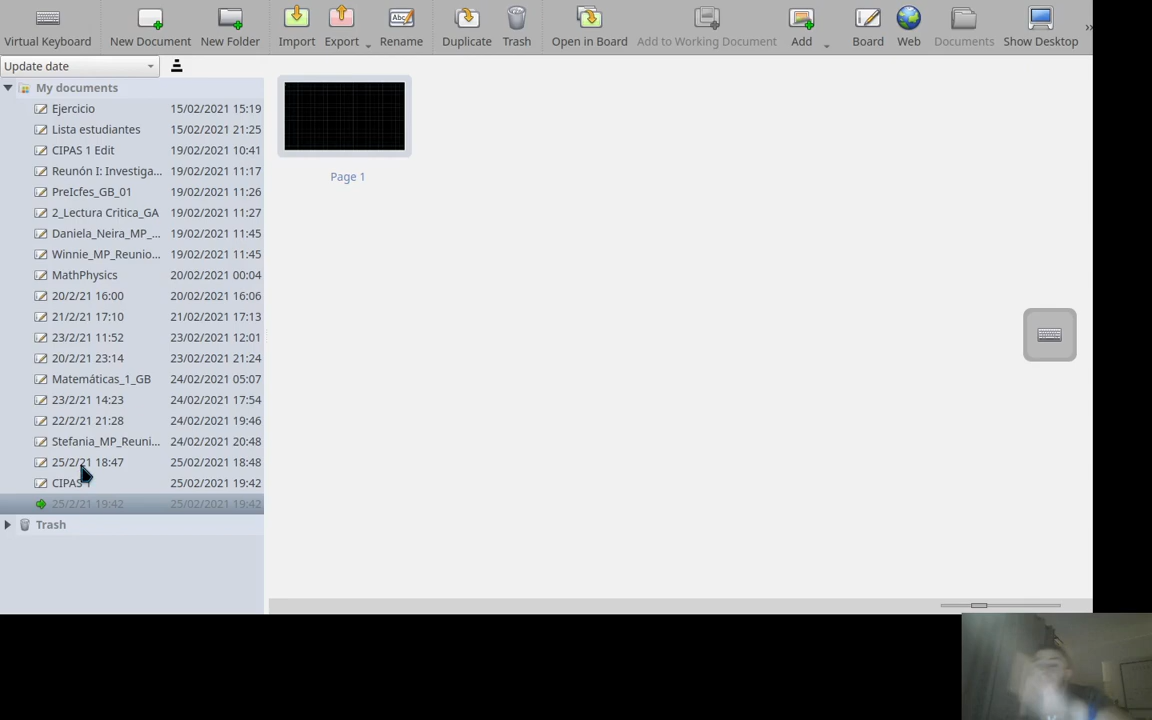 Virtual Keyboard New Document New Folder Import Export Rename Duplicate Trash Open in Board Add to Working Document Add Board Web Documents Show Desktop »
Update date
My documents
Ejercicio 15/02/2021 15:19
Lista estudiantes 15/02/2021 21:25
CIPAS 1 Edit 19/02/2021 10:41
Reunón I: Investiga... 19/02/2021 11:17
PreIcfes_GB_01 19/02/2021 11:26
2_Lectura Critica_GA 19/02/2021 11:27
Daniela_Neira_MP_... 19/02/2021 11:45
Winnie_MP_Reunio... 19/02/2021 11:45
MathPhysics 20/02/2021 00:04
20/2/21 16:00 20/02/2021 16:06
21/2/21 17:10 21/02/2021 17:13
23/2/21 11:52 23/02/2021 12:01
20/2/21 23:14 23/02/2021 21:24
Matemáticas_1_GB 24/02/2021 05:07
23/2/21 14:23 24/02/2021 17:54
22/2/21 21:28 24/02/2021 19:46
Stefania_MP_Reuni... 24/02/2021 20:48
25/2/21 18:47 25/02/2021 18:48
CIPAS 1 25/02/2021 19:42
25/2/21 19:42 25/02/2021 19:42
Trash
Abc
Page 1